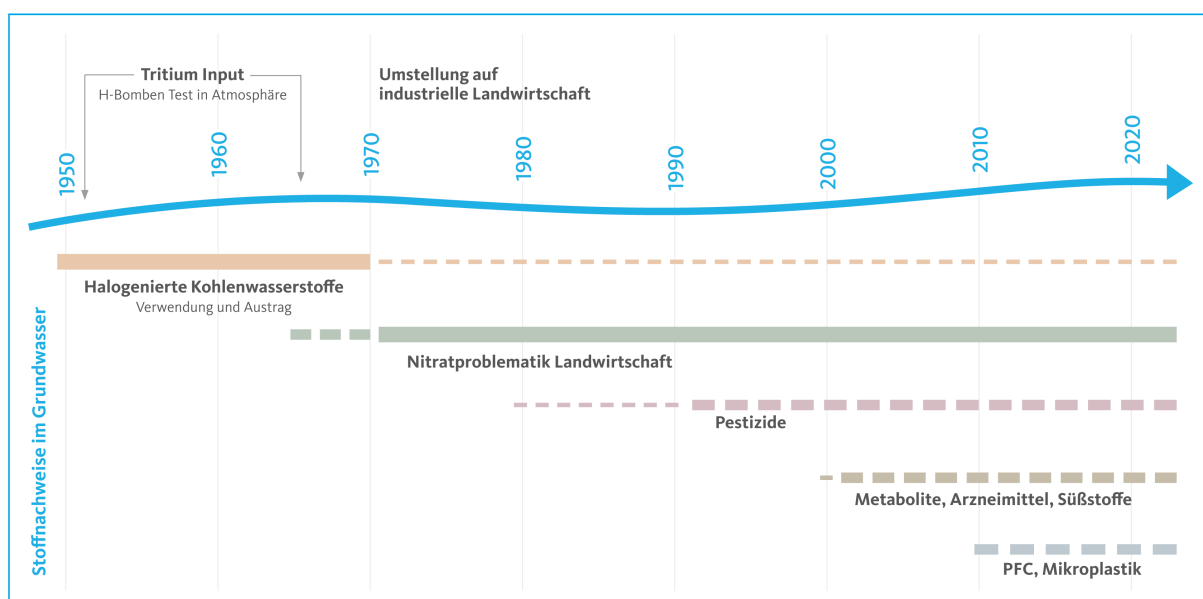 Tritium Input
H-Bomben Test in Atmosphäre
Umstellung auf
industrielle Landwirtschaft
1950
1960
1970
1980
1990
2000
2010
2020
Stoffnachweise im Grundwasser
Halogenierte Kohlenwasserstoffe
Verwendung und Austrag
Nitratproblematik Landwirtschaft
Pestizide
Metabolite, Arzneimittel, Süßstoffe
PFC, Mikroplastik